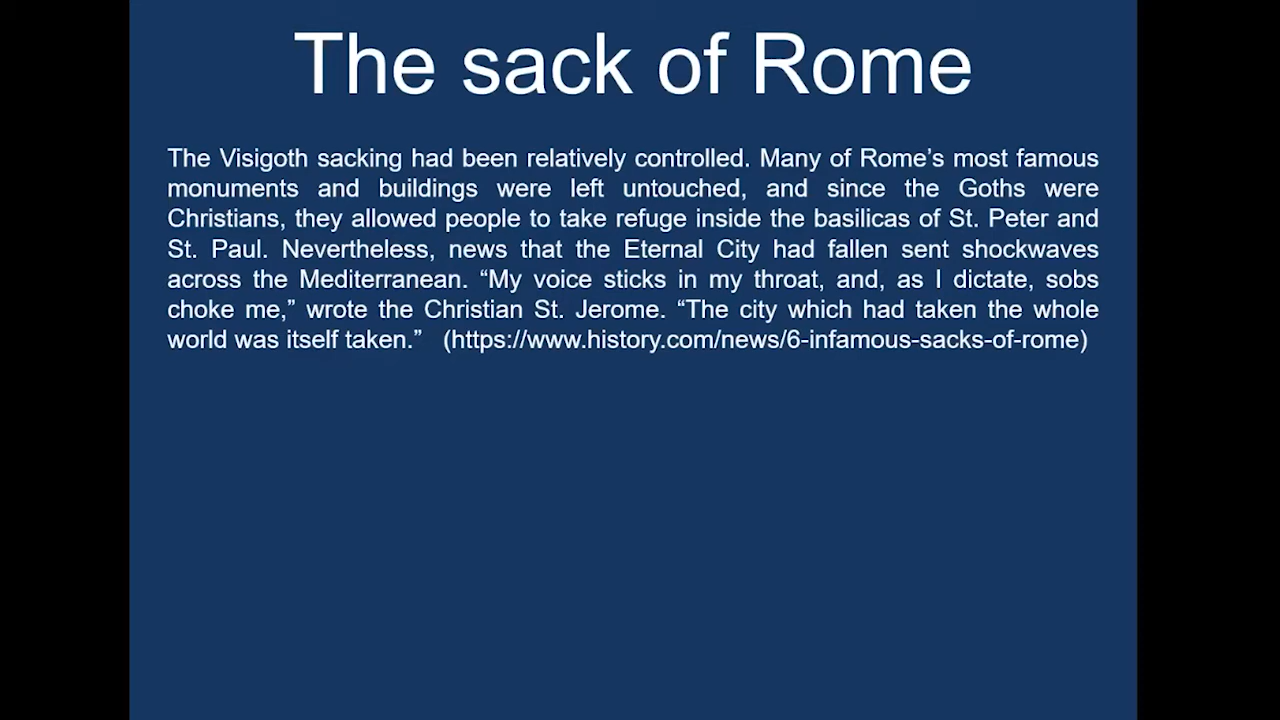 The sack of Rome
The Visigoth sacking had been relatively controlled. Many of Rome’s most famous
monuments and buildings were left untouched, and since the Goths were
Christians, they allowed people to take refuge inside the basilicas of St. Peter and
St. Paul. Nevertheless, news that the Eternal City had fallen sent shockwaves
across the Mediterranean. “My voice sticks in my throat, and, as I dictate, sobs
choke me,” wrote the Christian St. Jerome. “The city which had taken the whole
world was itself taken.” (https://www.history.com/news/6-infamous-sacks-of-rome)